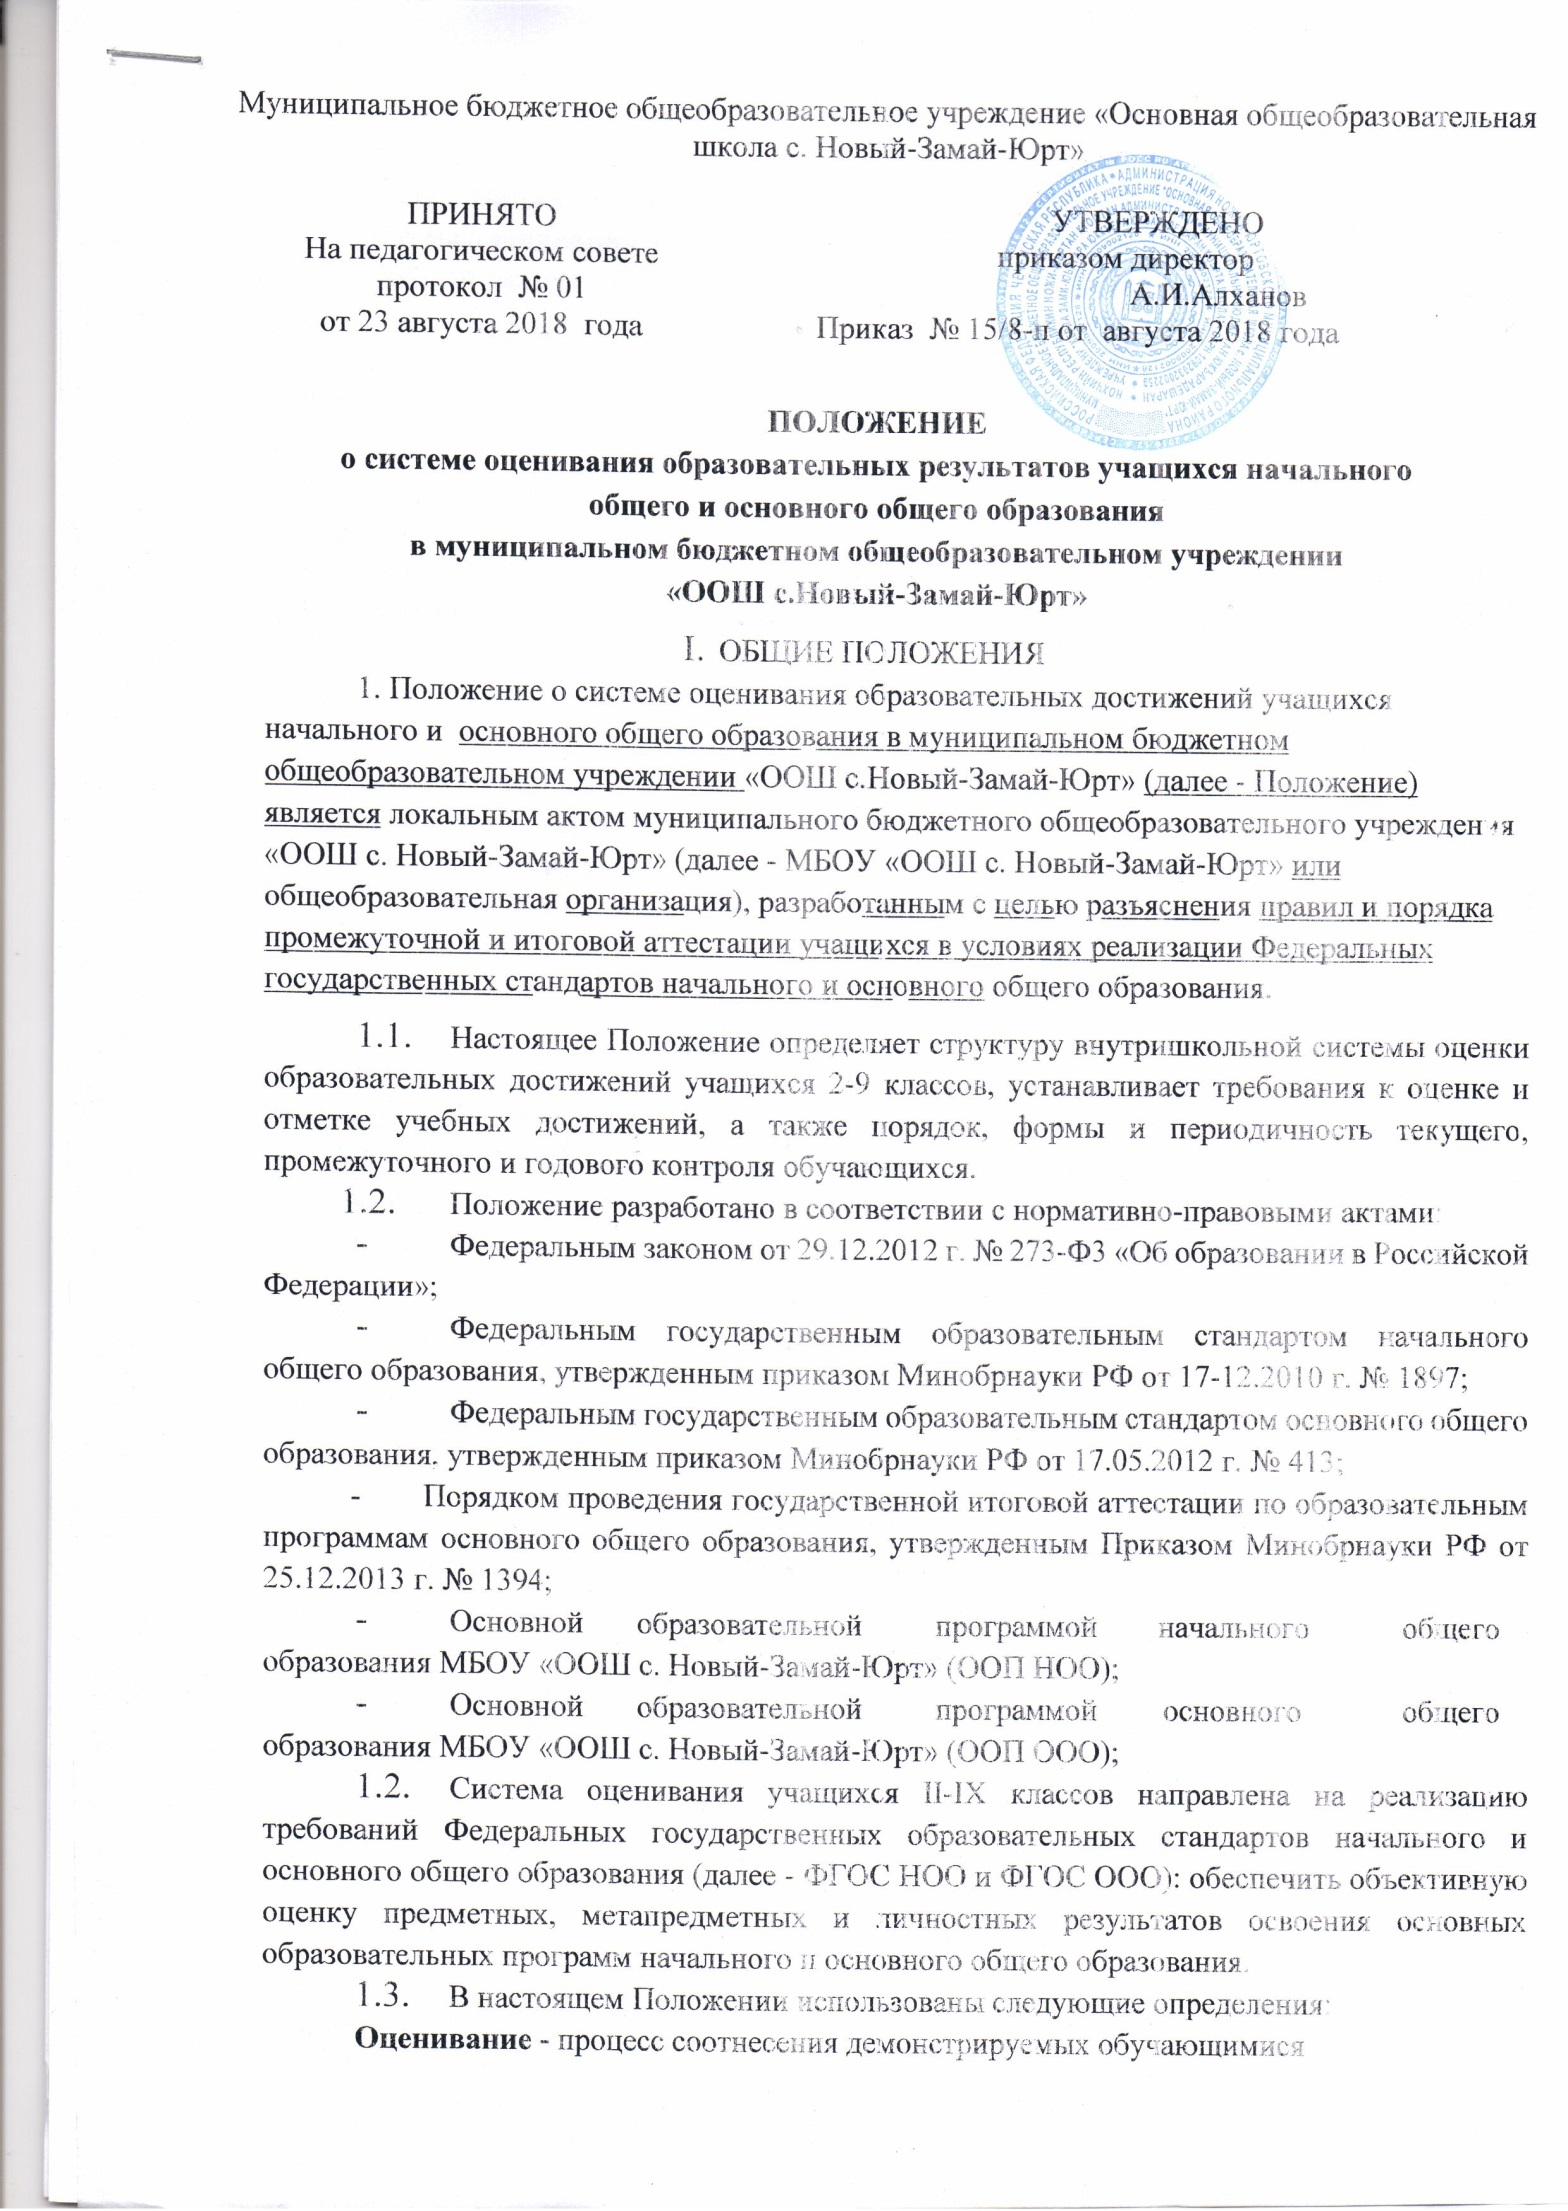 Муниципальное бюджетное общеобразовательное учреждение «Основная общеобразовательная
школа с. Новый-Замай-Юрт»
ПРИНЯТО
На педагогическом совете
протокол № 01
от 23 августа 2018 года
УТВЕРЖДЕНО
приказом директор
А.И.Алханов
Приказ № 15/8-п от августа 2018 года
ПОЛОЖЕНИЕ
о системе оценивания образовательных результатов учащихся начального
общего и основного общего образования
в муниципальном бюджетном общеобразовательном учреждении
«ООШ с.Новый-Замай-Юрт»
I. ОБЩИЕ ПОЛОЖЕНИЯ
1. Положение о системе оценивания образовательных достижений учащихся
начального и основного общего образования в муниципальном бюджетном
общеобразовательном учреждении «ООШ с.Новый-Замай-Юрт» (далее - Положение)
является локальным актом муниципального бюджетного общеобразовательного учреждения
«ООШ с. Новый-Замай-Юрт» (далее - МБОУ «ООШ с. Новый-Замай-Юрт» или
общеобразовательная организация), разработанным с целью разъяснения правил и порядка
промежуточной и итоговой аттестации учащихся в условиях реализации Федеральных
государственных стандартов начального и основного общего образования.
1.1. Настоящее Положение определяет структуру внутришкольной системы оценки
образовательных достижений учащихся 2-9 классов, устанавливает требования к оценке и
отметке учебных достижений, а также порядок, формы и периодичность текущего,
промежуточного и годового контроля обучающихся.
1.2. Положение разработано в соответствии с нормативно-правовыми актами:
- Федеральным законом от 29.12.2012 г. № 273-ФЗ «Об образовании в Российской
Федерации»;
- Федеральным государственным образовательным стандартом начального
общего образования, утвержденным приказом Минобрнауки РФ от 17-12.2010 г. № 1897;
- Федеральным государственным образовательным стандартом основного общего
образования. утвержденным приказом Минобрнауки РФ от 17.05.2012 г. № 413;
- Порядком проведения государственной итоговой аттестации по образовательным
программам основного общего образования, утвержденным Приказом Минобрнауки РФ от
25.12.2013 г. № 1394;
- Основной образовательной программой начального общего
образования МБОУ «ООШ с. Новый-Замай-Юрт» (ООП НОО);
- Основной образовательной программой основного общего
образования МБОУ «ООШ с. Новый-Замай-Юрт» (ООП ООО);
1.2. Система оценивания учащихся II-IX классов направлена на реализацию
требований Федеральных государственных образовательных стандартов начального и
основного общего образования (далее - ФГОС НОО и ФГОС ООО): обеспечить объективную
оценку предметных, метапредметных и личностных результатов освоения основных
образовательных программ начального и основного общего образования.
1.3. В настоящем Положении использованы следующие определения:
Оценивание - процесс соотнесения демонстрируемых обучающимися